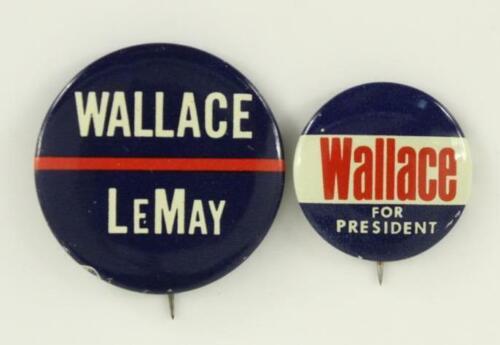 WALLACE
LEMAY
Wallace
FOR
PRESIDENT